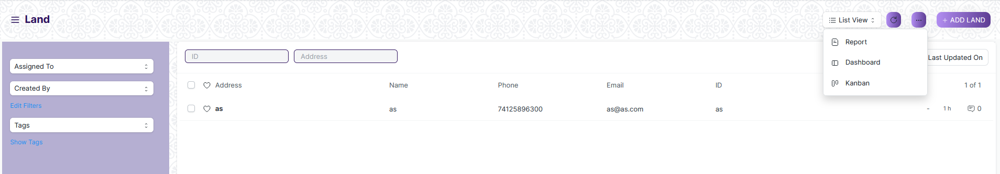 Land
List View
+ ADD LAND
Report
Dashboard
Kanban
Assigned To
Created By
Edit Filters
Tags
Show Tags
ID
Address
Last Updated On
Address Name Phone Email ID 1 of 1
as as 74125896300 as@as.com as - 1 h 0